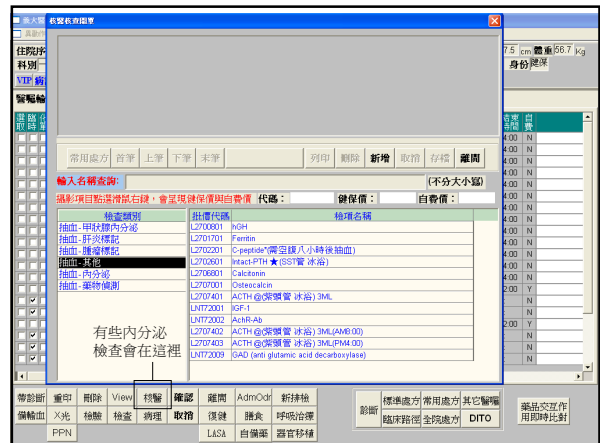 核醫核查開單
7.5 cm 體重 56.7 Kg
住院序
科別 身份 健保
VIP
常用處方 首筆 上筆 下筆 末筆 列印 刪除 新增 取消 存檔 離開
輸入名稱查詢: (不分大小寫)
攝影項目點選滑鼠右鍵，會呈現健保價與自費價 代碼： 健保價： 自費價：
檢查類別 批價代碼 檢項名稱
抽血-甲狀腺內分泌 L2700801 hGH
抽血-肝炎標記 L2701701 Ferritin
抽血-腫瘤標記 L2702201 C-peptide*(需空腹八小時後抽血)
抽血-其他 L2702601 Intact-PTH ★(SST管 冰浴)
抽血-內分泌 L2706801 Calcitonin
抽血-藥物偵測 L2707001 Osteocalcin
L2707401 ACTH @(紫頭管 冰浴) 3ML
LNT72001 IGF-1
LNT22002 AchR-Ab
L2707402 ACTH @(紫頭管 冰浴) 3ML(AM8:00)
L2707403 ACTH @(紫頭管 冰浴) 3ML(PM4:00)
LNT72009 GAD (anti glutamic acid decarboxylase)
有些內分泌
檢查會在這裡
帶診斷 重印 刪除 View 核醫 確認 離開 AdmOdr 新排檢
備輸血 X光 檢驗 檢查 病理 取消 復健 膳食 呼吸治療
PPN LASA 自備藥 器官移植
診斷 標準處方 常用處方 其它醫囑
臨床路徑 全院處方 DITO
藥品交互作
用即時比對